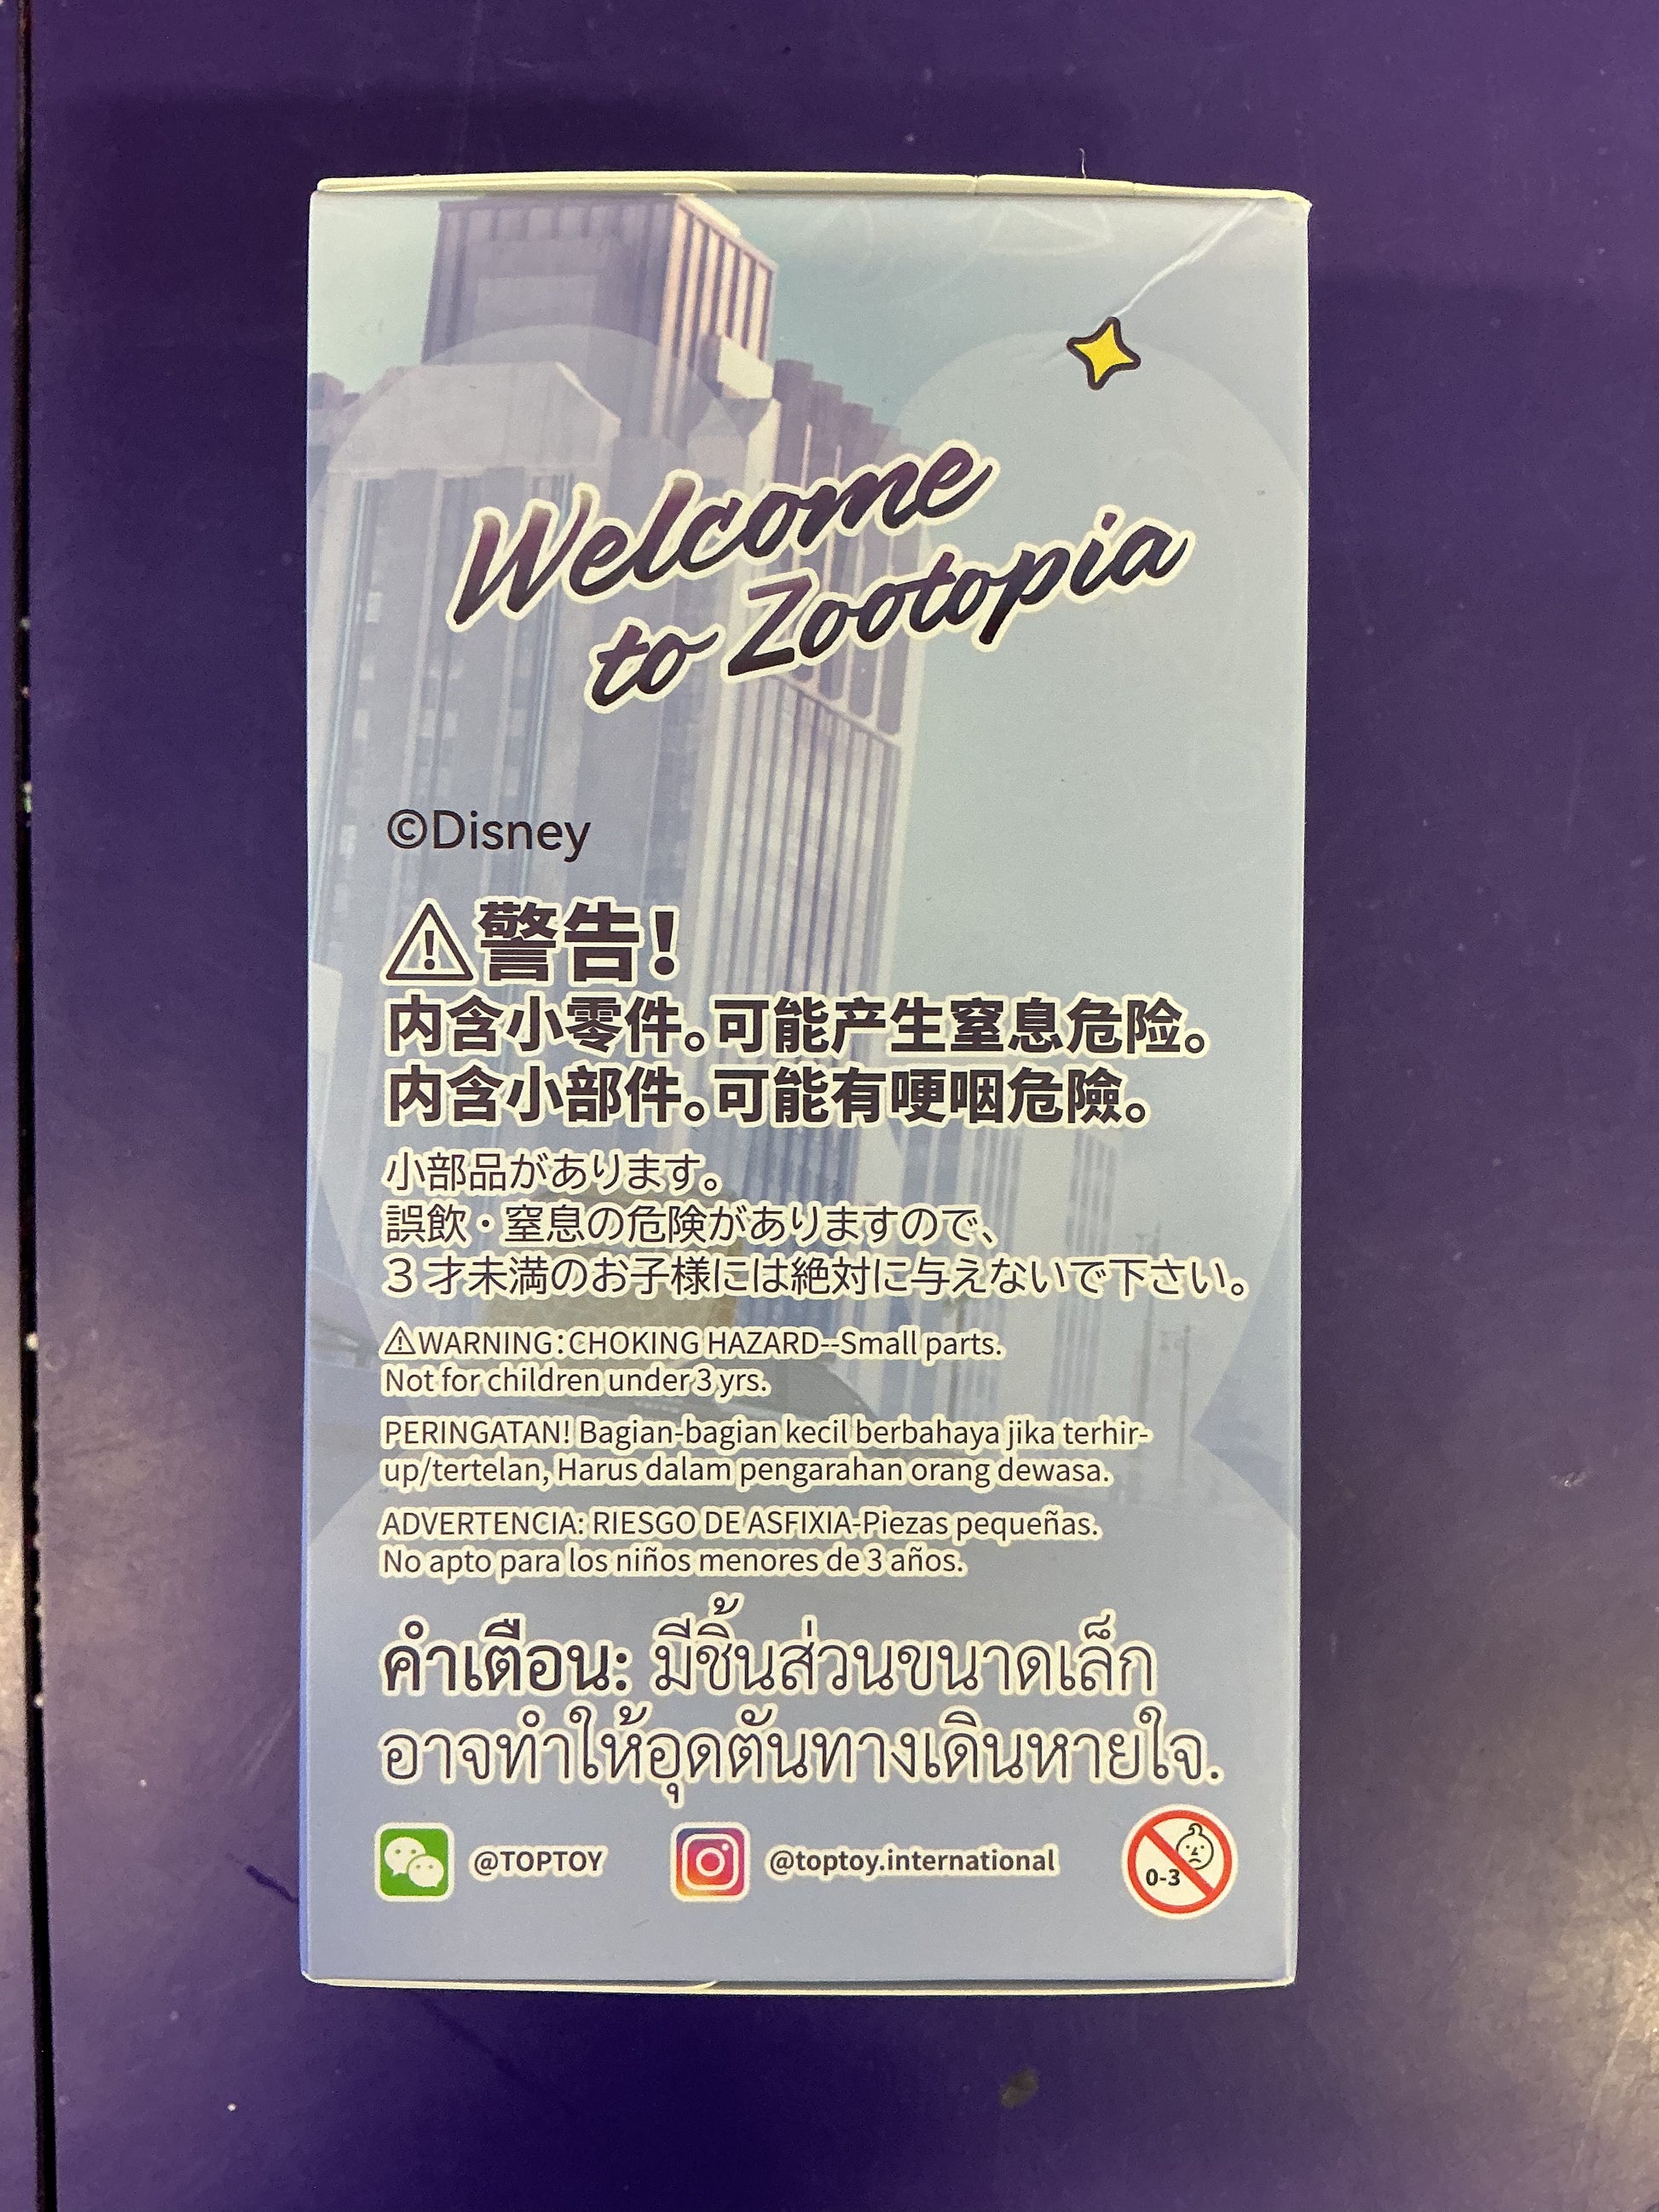 Welcome
to Zootopia
©Disney
⚠警告!
内含小零件。可能产生窒息危险。
内含小部件。可能有哽咽危險。
小部品があります。
誤飲・窒息の危険がありますので、
3 才未満のお子様には絶対に与えないで下さい。
⚠WARNING:CHOKING HAZARD--Small parts.
Not for children under 3 yrs.
PERINGATAN! Bagian-bagian kecil berbahaya jika terhir-
up/tertelan, Harus dalam pengarahan orang dewasa.
ADVERTENCIA: RIESGO DE ASFIXIA-Piezas pequeñas.
No apto para los niños menores de 3 años.
คำเตือน: มีชิ้นส่วนขนาดเล็ก
อาจทำให้อุดตันทางเดินหายใจ.
@TOPTOY @toptoy.international 0-3